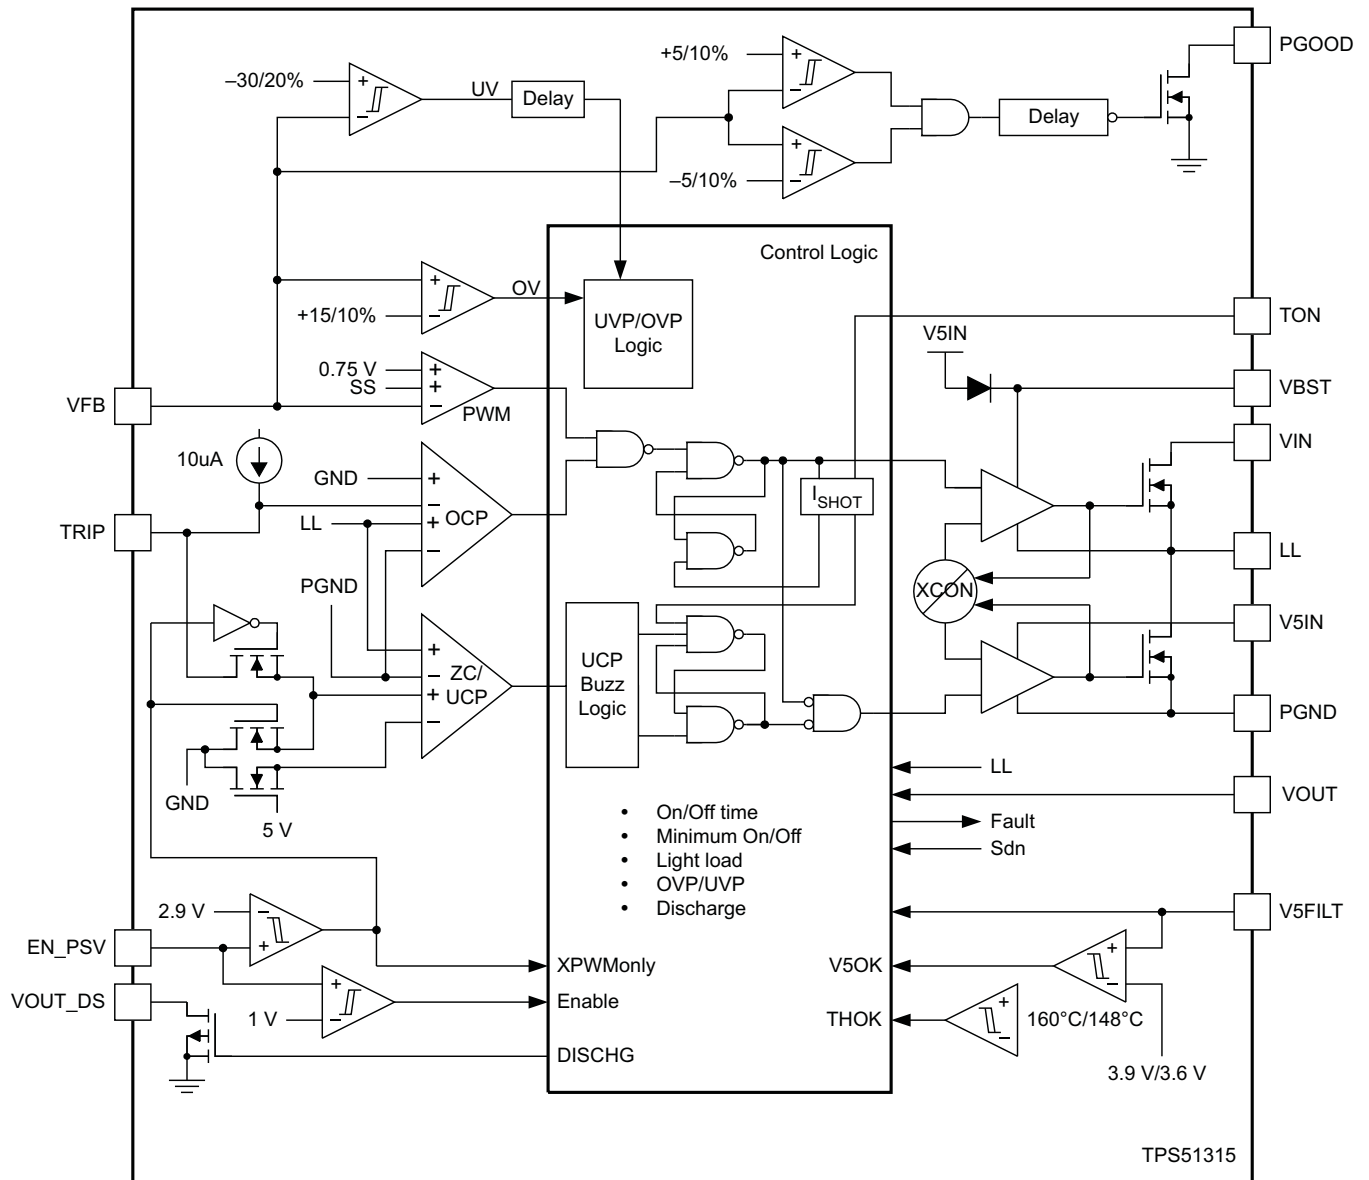 PGOOD
+5/10%
–30/20%
UV
Delay
Delay
–5/10%
Control Logic
OV
+15/10%
UVP/OVP
Logic
TON
V5IN
0.75 V
SS
PWM
VBST
VFB
VIN
10uA
GND
I SHOT
OCP
LL
TRIP
LL
PGND
XCON
V5IN
ZC/
UCP
UCP
Buzz
Logic
PGND
LL
GND
VOUT
5 V
• On/Off time
Fault
• Minimum On/Off
Sdn
• Light load
• OVP/UVP
• Discharge
2.9 V
V5FILT
EN_PSV
XPWMonly
V5OK
VOUT_DS
Enable
1 V
THOK
160°C/148°C
DISCHG
3.9 V/3.6 V
TPS51315